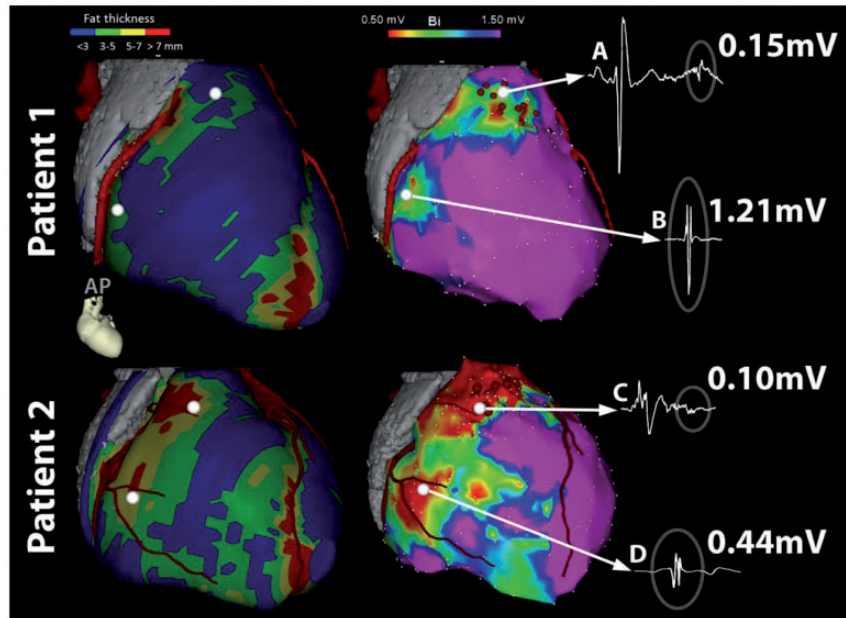 Fat thickness
<3 3-5 5-7 > 7 mm
0.50 mV Bi 1.50 mV
Patient 1
A 0.15mV
B 1.21mV
AP
Patient 2
C 0.10mV
D 0.44mV